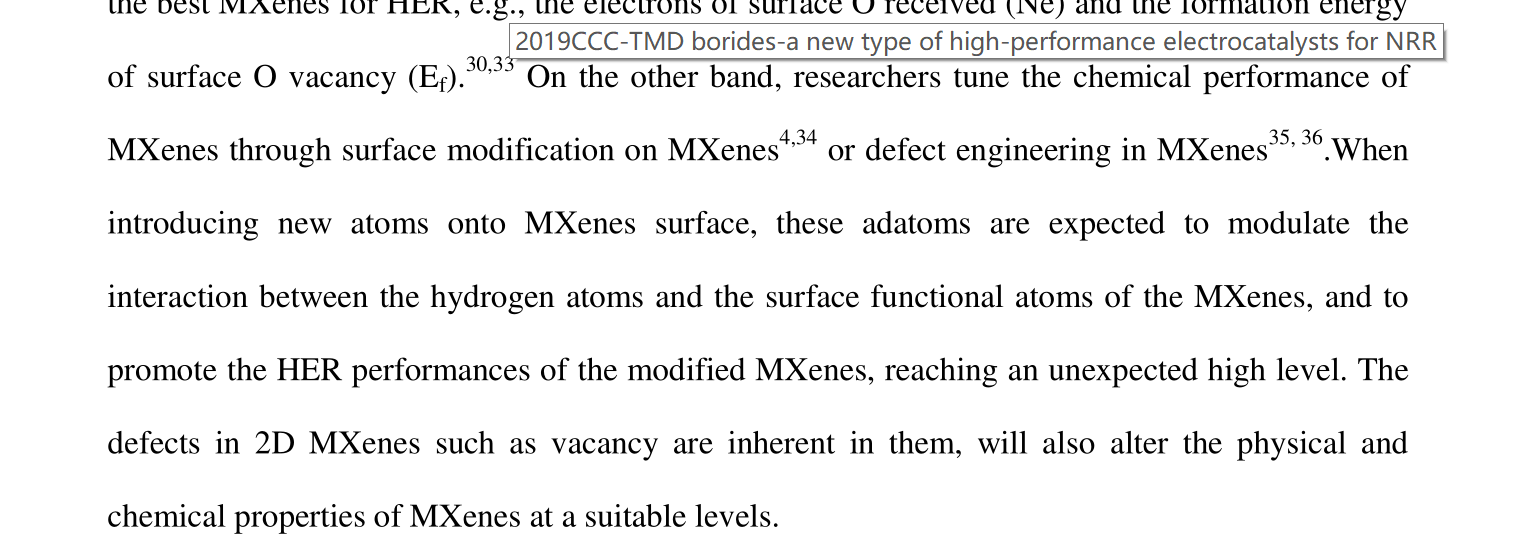 the best MXenes for HER, e.g., the electrons of surface O received (Ne) and the formation energy
2019CCC-TMD borides-a new type of high-performance electrocatalysts for NRR
of surface O vacancy (Ef).30,33 On the other band, researchers tune the chemical performance of
MXenes through surface modification on MXenes4,34 or defect engineering in MXenes35, 36.When
introducing new atoms onto MXenes surface, these adatoms are expected to modulate the
interaction between the hydrogen atoms and the surface functional atoms of the MXenes, and to
promote the HER performances of the modified MXenes, reaching an unexpected high level. The
defects in 2D MXenes such as vacancy are inherent in them, will also alter the physical and
chemical properties of MXenes at a suitable levels.